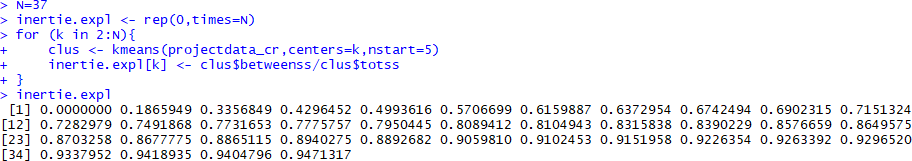 > N=37
> inertie.expl <- rep(0,times=N)
> for (k in 2:N){
+     clus <- kmeans(projectdata_cr,centers=k,nstart=5)
+     inertie.expl[k] <- clus$betweenss/clus$totss
+ }
> inertie.expl
 [1] 0.0000000 0.1865949 0.3356849 0.4296452 0.4993616 0.5706699 0.6159887 0.6372954 0.6742494 0.6902315 0.7151324
[12] 0.7282979 0.7491868 0.7731653 0.7775757 0.7950445 0.8089412 0.8104943 0.8315838 0.8390229 0.8576659 0.8649575
[23] 0.8703258 0.8677775 0.8865115 0.8940275 0.8892682 0.9059810 0.9102453 0.9151958 0.9226354 0.9263392 0.9296520
[34] 0.9337952 0.9418935 0.9404796 0.9471317